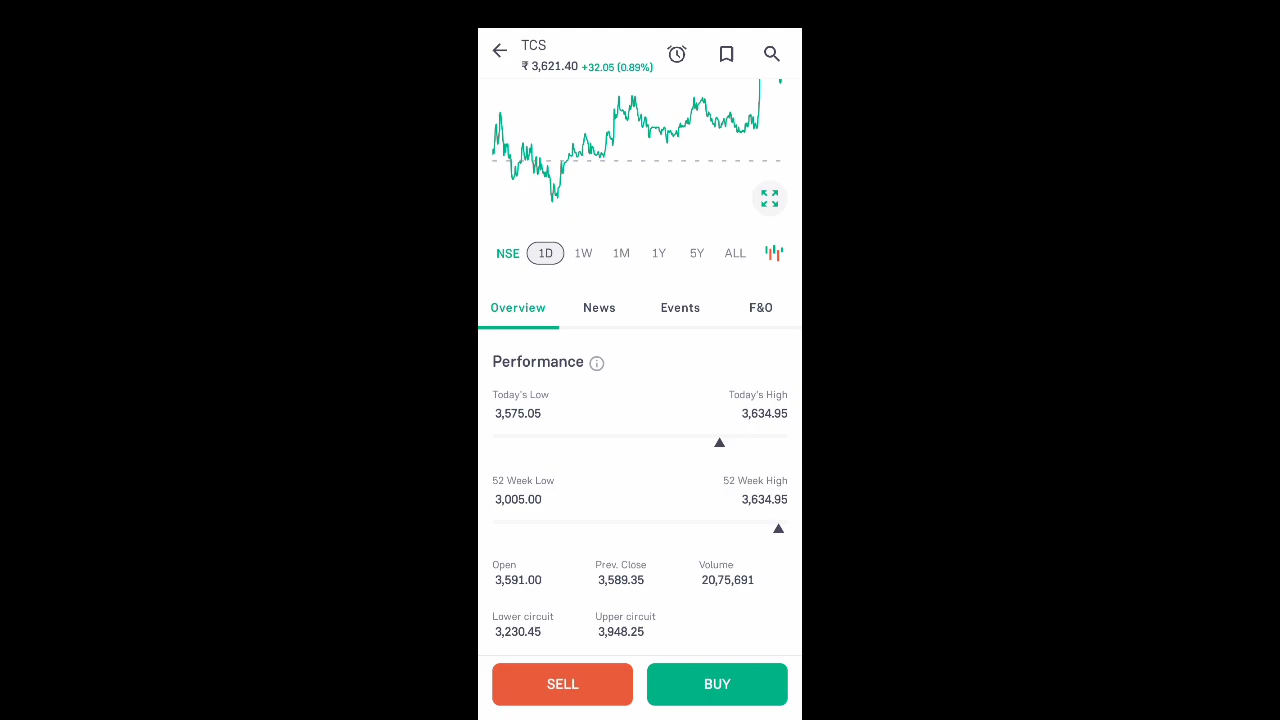 TCS
₹ 3,621.40 +32.05 (0.89%)
NSE 1D 1W 1M 1Y 5Y ALL
Overview News Events F&O
Performance
Today's Low Today's High
3,575.05 3,634.95
52 Week Low 52 Week High
3,005.00 3,634.95
Open Prev. Close Volume
3,591.00 3,589.35 20,75,691
Lower circuit Upper circuit
3,230.45 3,948.25
SELL BUY